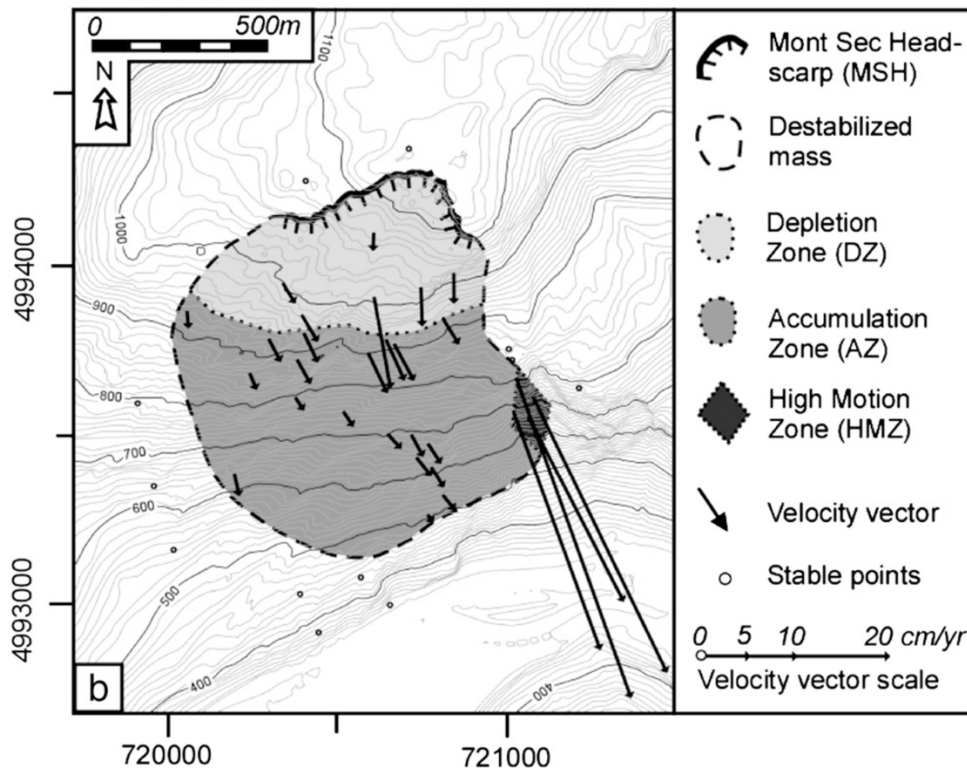 0 500m
N
1100
1000
900
800
700
600
500
400
400
4994000
4993000
720000 721000
b
Mont Sec Head-
scarp (MSH)
Destabilized
mass
Depletion
Zone (DZ)
Accumulation
Zone (AZ)
High Motion
Zone (HMZ)
Velocity vector
Stable points
0 5 10 20 cm/yr
Velocity vector scale